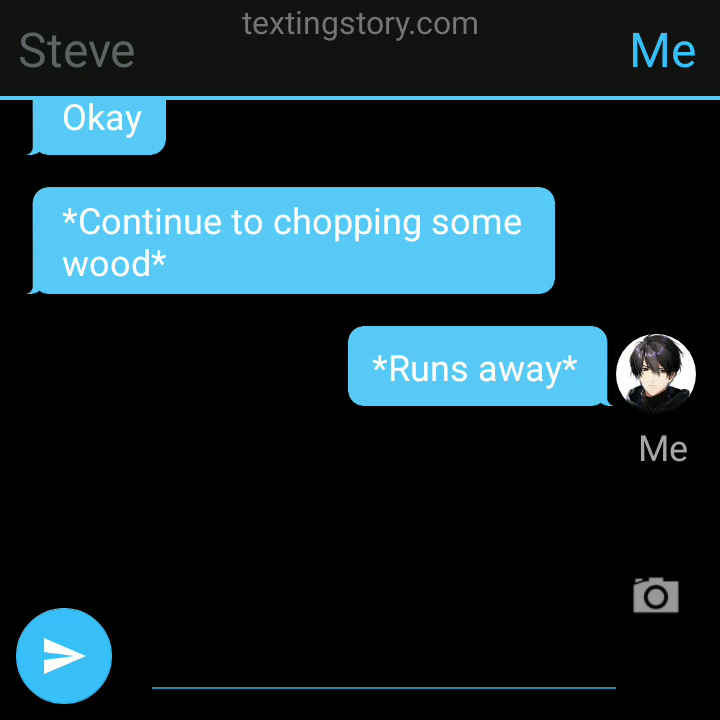 textingstory.com
Steve
Me
Okay
*Continue to chopping some
wood*
*Runs away*
Me